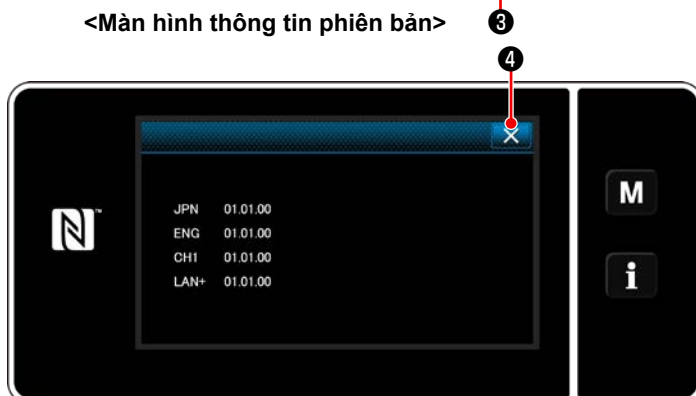 <Màn hình thông tin phiên bản>
❸
❹
JPN 01.01.00
ENG 01.01.00
CH1 01.01.00
LAN+ 01.01.00
M
i